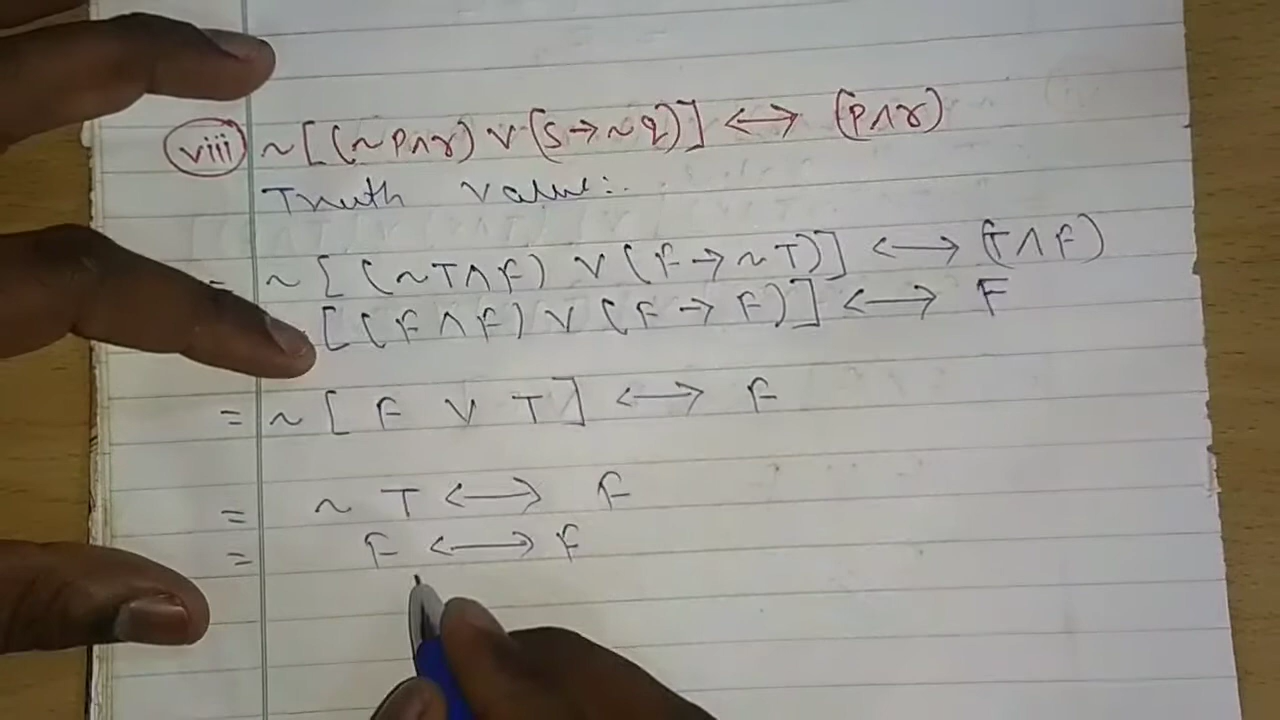 viii ~[(~p∧r) ∨ (s→~q)] ↔ (p∧r)
Truth Value:
= ~[(~T∧F) ∨ (F→~T)] ↔ (T∧F)
[(F∧F) ∨ (F→F)] ↔ F
= ~[F ∨ T] ↔ F
= ~T ↔ F
= F ↔ F